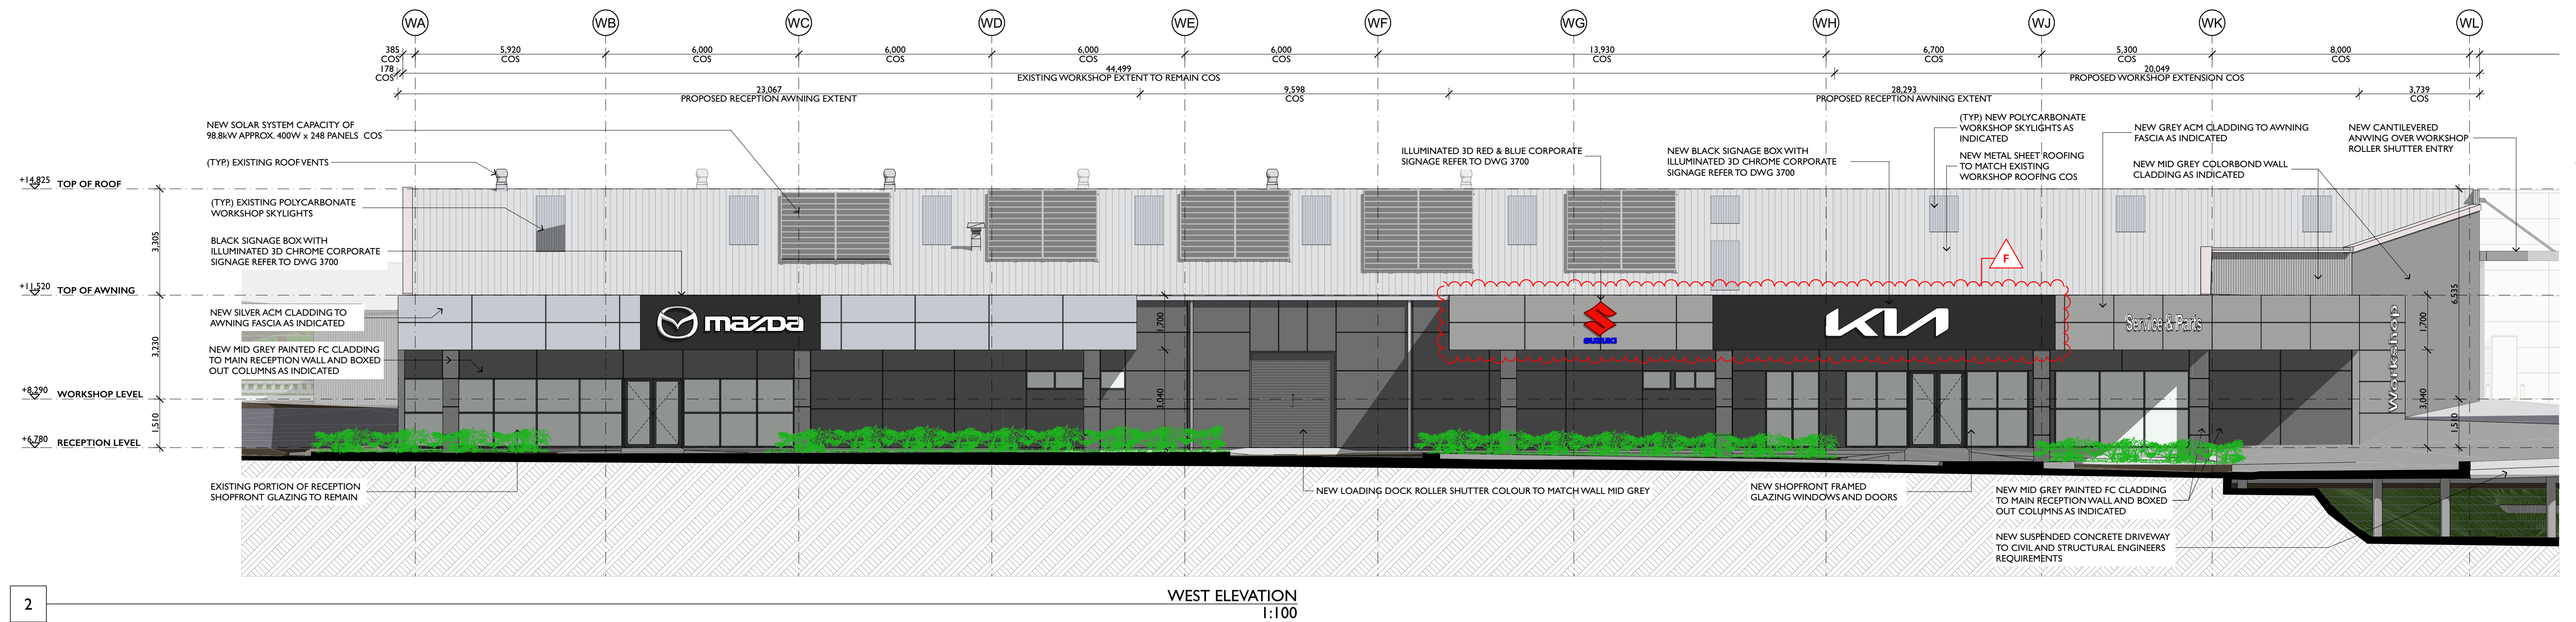 WA WB WC WD WE WF WG WH WJ WK WL
385
COS
5,920
COS
6,000
COS
6,000
COS
6,000
COS
6,000
COS
13,930
COS
6,700
COS
5,300
COS
8,000
COS
178
COS
44,499
EXISTING WORKSHOP EXTENT TO REMAIN COS
20,049
PROPOSED WORKSHOP EXTENSION COS
23,067
PROPOSED RECEPTION AWNING EXTENT
9,598
COS
28,293
PROPOSED RECEPTION AWNING EXTENT
3,739
COS
NEW SOLAR SYSTEM CAPACITY OF
98.8kW APPROX. 400W x 248 PANELS COS
(TYP.) EXISTING ROOF VENTS
(TYP.) EXISTING POLYCARBONATE
WORKSHOP SKYLIGHTS
BLACK SIGNAGE BOX WITH
ILLUMINATED 3D CHROME CORPORATE
SIGNAGE REFER TO DWG 3700
NEW SILVER ACM CLADDING TO
AWNING FASCIA AS INDICATED
NEW MID GREY PAINTED FC CLADDING
TO MAIN RECEPTION WALL AND BOXED
OUT COLUMNS AS INDICATED
ILLUMINATED 3D RED & BLUE CORPORATE
SIGNAGE REFER TO DWG 3700
NEW BLACK SIGNAGE BOX WITH
ILLUMINATED 3D CHROME CORPORATE
SIGNAGE REFER TO DWG 3700
(TYP.) NEW POLYCARBONATE
WORKSHOP SKYLIGHTS AS
INDICATED
NEW METAL SHEET ROOFING
TO MATCH EXISTING
WORKSHOP ROOFING COS
NEW GREY ACM CLADDING TO AWNING
FASCIA AS INDICATED
NEW MID GREY COLORBOND WALL
CLADDING AS INDICATED
NEW CANTILEVERED
ANWING OVER WORKSHOP
ROLLER SHUTTER ENTRY
+14,825
TOP OF ROOF
3,305
+11,520
TOP OF AWNING
3,230
+8,290
WORKSHOP LEVEL
1,510
+6,780
RECEPTION LEVEL
F
mazda
1,700
3,040
SUZUKI
KIA
Service & Parts
Workshop
6,535
1,700
3,040
1,510
EXISTING PORTION OF RECEPTION
SHOPFRONT GLAZING TO REMAIN
NEW LOADING DOCK ROLLER SHUTTER COLOUR TO MATCH WALL MID GREY
NEW SHOPFRONT FRAMED
GLAZING WINDOWS AND DOORS
NEW MID GREY PAINTED FC CLADDING
TO MAIN RECEPTION WALL AND BOXED
OUT COLUMNS AS INDICATED
NEW SUSPENDED CONCRETE DRIVEWAY
TO CIVIL AND STRUCTURAL ENGINEERS
REQUIREMENTS
2
WEST ELEVATION
1:100